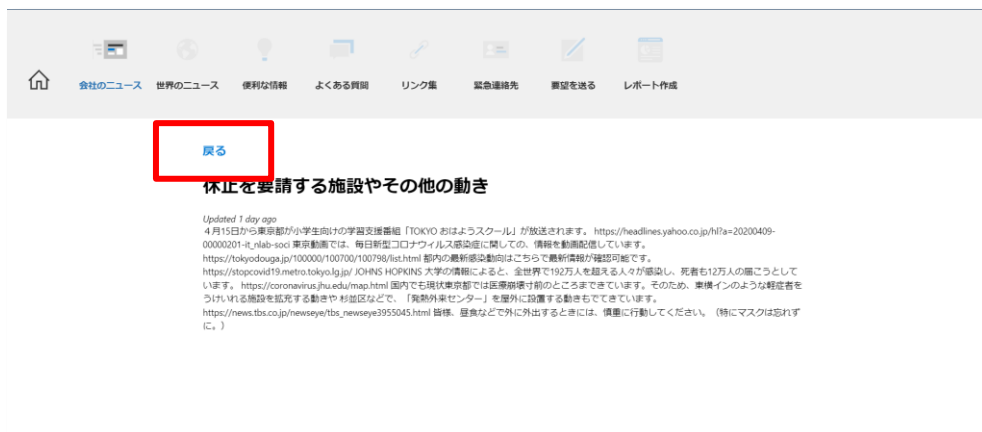 会社のニュース 世界のニュース 便利な情報 よくある質問 リンク集 緊急連絡先 要望を送る レポート作成
戻る
休止を要請する施設やその他の動き
Updated 1 day ago
４月15日から東京都が小学生向けの学習支援番組「TOKYO おはようスクール」が放送されます。 https://headlines.yahoo.co.jp/hl?a=20200409-
00000201-it_nlab-soci 東京動画では、毎日新型コロナウィルス感染症に関しての、情報を動画配信しています。
https://tokyodouga.jp/100000/100700/100798/list.html 都内の最新感染動向はこちらで最新情報が確認可能です。
https://stopcovid19.metro.tokyo.lg.jp/ JOHNS HOPKINS 大学の情報によると、全世界で192万人を超える人々が感染し、死者も12万人の届こうとして
います。 https://coronavirus.jhu.edu/map.html 国内でも現状東京都では医療崩壊寸前のところまできています。そのため、東横インのような軽症者を
うけいれる施設を拡充する動きや 杉並区などで、「発熱外来センター」を屋外に設置する動きもでてきています。
https://news.tbs.co.jp/newseye/tbs_newseye3955045.html 皆様、昼食などで外に外出するときには、慎重に行動してください。（特にマスクは忘れず
に。）